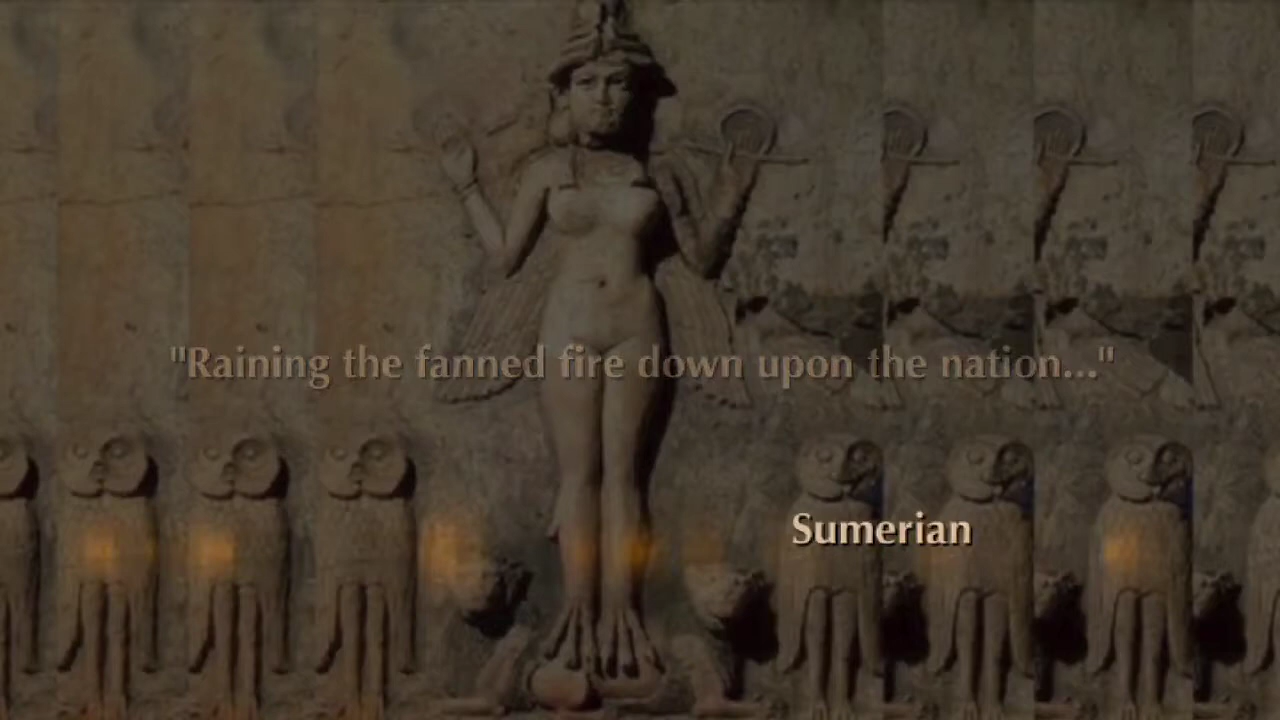 "Raining the fanned fire down upon the nation..."
Sumerian